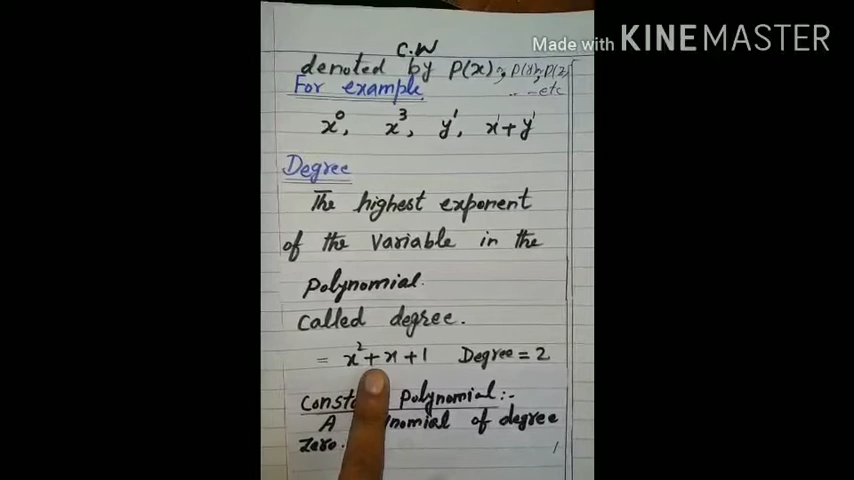 Made with KINEMASTER
C.W
denoted by P(x), P(y), P(z)
... -etc
For example
x⁰, x³, y¹, x¹+y¹
Degree
The highest exponent
of the variable in the
polynomial
called degree.
= x²+x+1 Degree = 2
Polynomial:-
A of degree
zero.